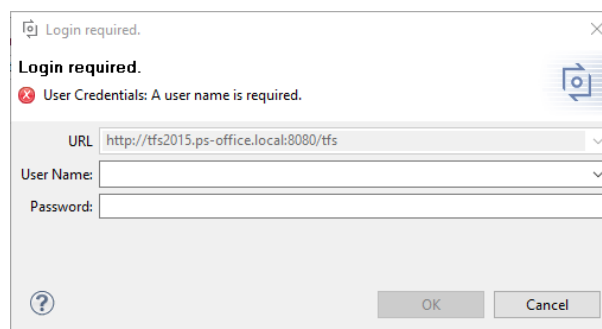 Login required.
Login required.
User Credentials: A user name is required.
URL http://tfs2015.ps-office.local:8080/tfs
User Name:
Password:
? OK Cancel